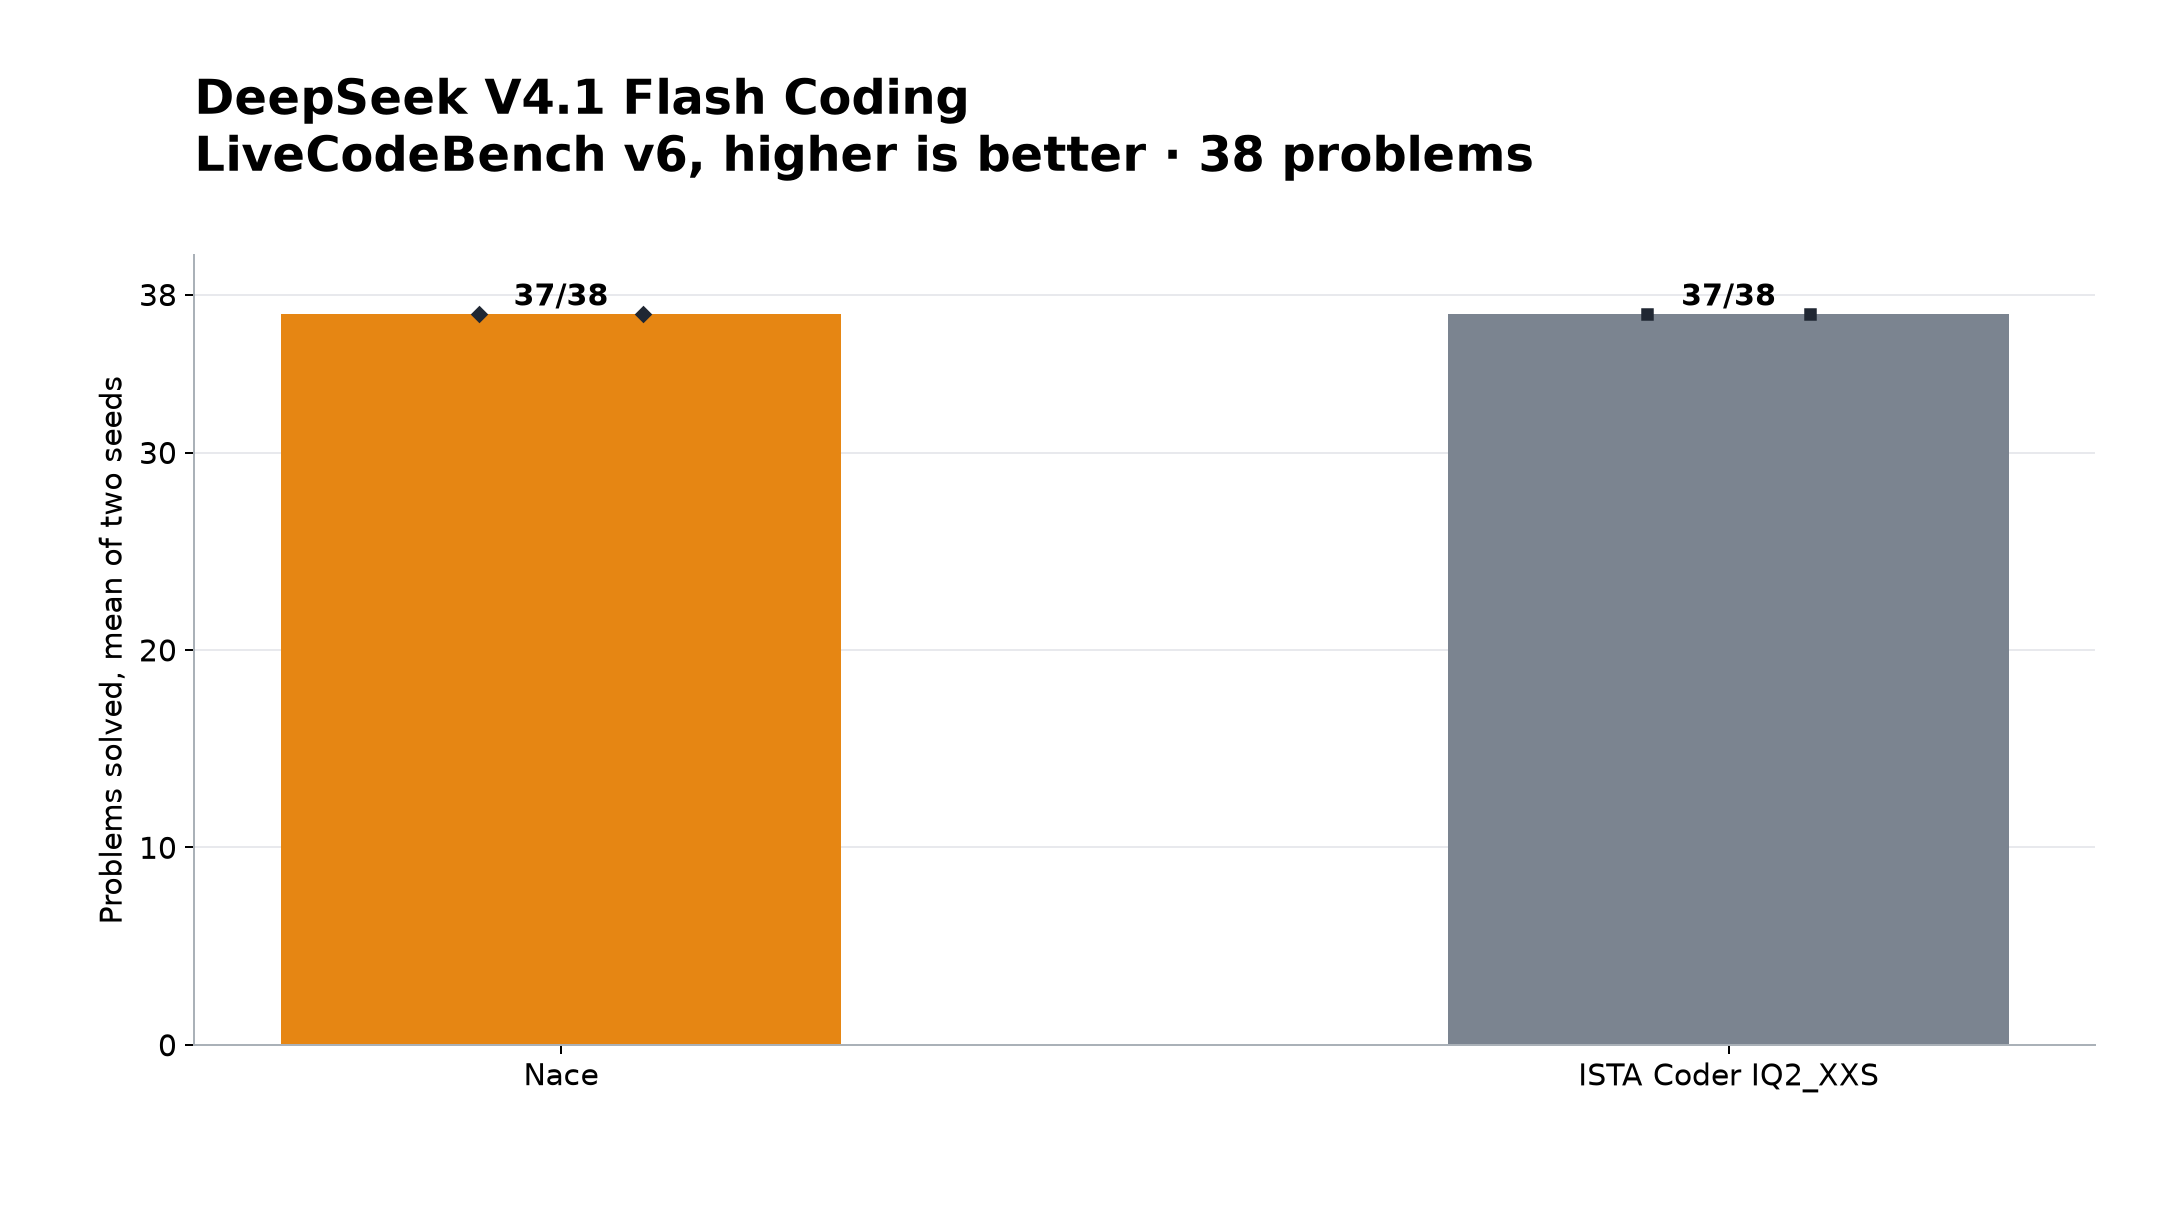 DeepSeek V4.1 Flash Coding
LiveCodeBench v6, higher is better · 38 problems
Problems solved, mean of two seeds
38
30
20
10
0
37/38
37/38
Nace
ISTA Coder IQ2_XXS